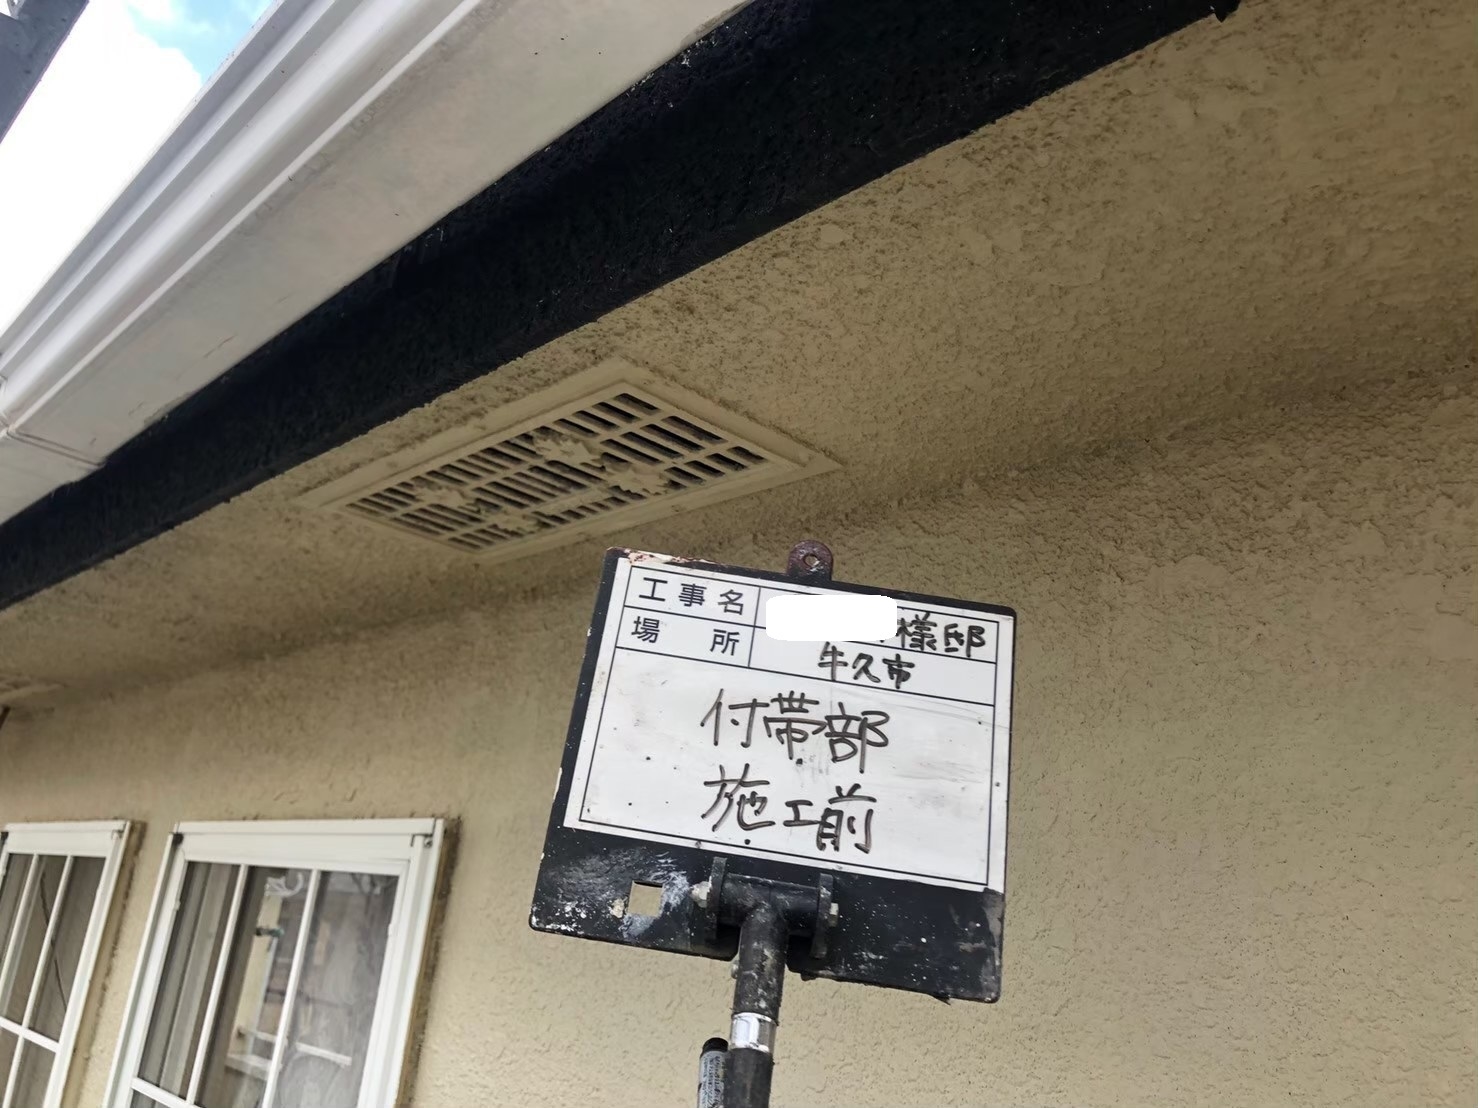 工事名 様邸
場所 牛久市
付帯部
施工前